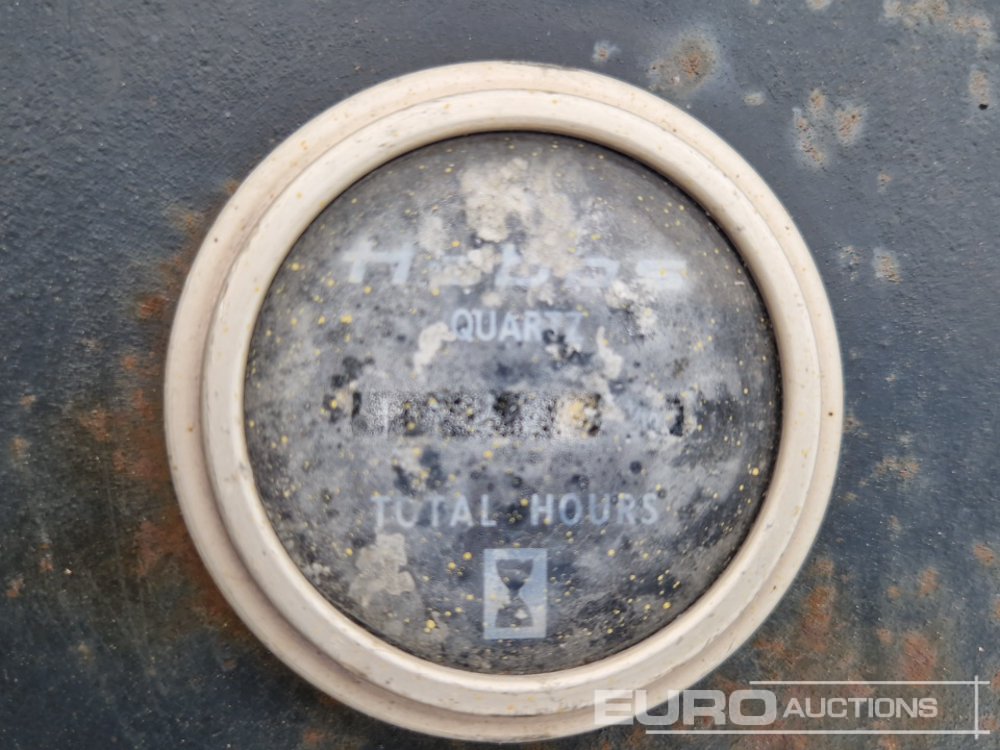 Hobbs
QUARTZ
TOTAL HOURS
EURO AUCTIONS